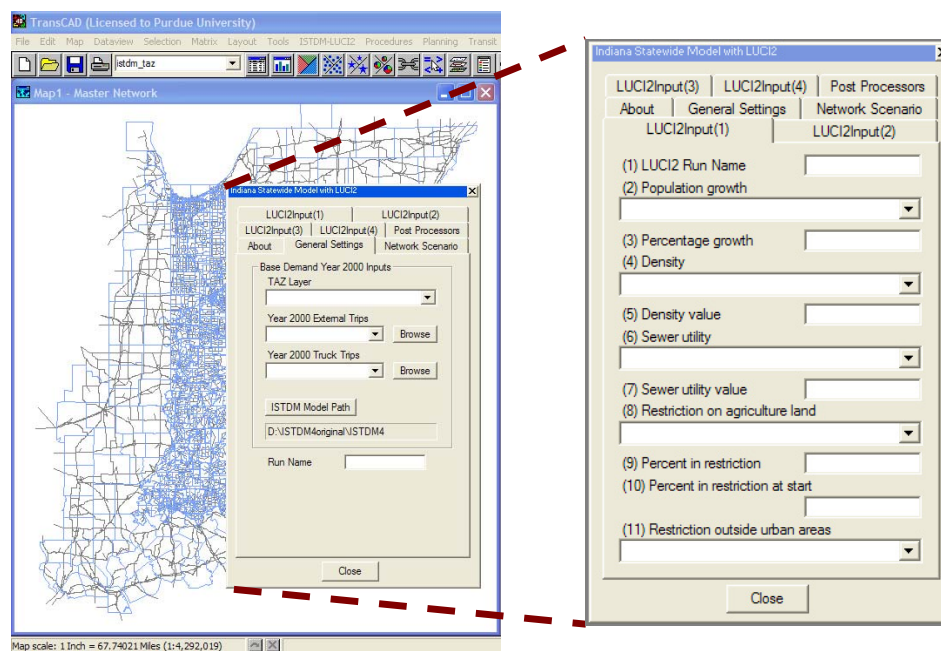 TransCAD (Licensed to Purdue University)
File Edit Map Dataview Selection Matrix Layout Tools ISTDM-LUCI2 Procedures Planning Transit
istdm_taz
Map1 - Master Network
Indiana Statewide Model with LUCI2
LUCI2Input(1) LUCI2Input(2)
LUCI2Input(3) LUCI2Input(4) Post Processors
About General Settings Network Scenario
Base Demand Year 2000 Inputs
TAZ Layer
Year 2000 External Trips
Browse
Year 2000 Truck Trips
Browse
ISTDM Model Path
D:\ISTDM4original\ISTDM4
Run Name
Close
Map scale: 1 Inch = 67.74021 Miles (1:4,292,019)
Indiana Statewide Model with LUCI2
LUCI2Input(3) LUCI2Input(4) Post Processors
About General Settings Network Scenario
LUCI2Input(1) LUCI2Input(2)
(1) LUCI2 Run Name
(2) Population growth
(3) Percentage growth
(4) Density
(5) Density value
(6) Sewer utility
(7) Sewer utility value
(8) Restriction on agriculture land
(9) Percent in restriction
(10) Percent in restriction at start
(11) Restriction outside urban areas
Close